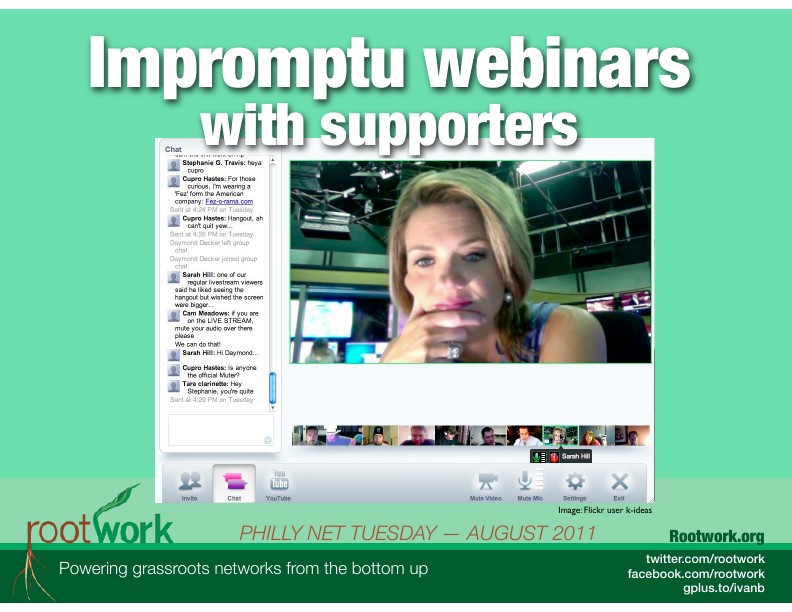 Impromptu webinars
with supporters
Chat
Stephanie G. Travis: heya
cupro
Cupro Hastes: For those
curious, I'm wearing a
'Fez' form the American
company: Fez-o-rama.com
Sent at 4:24 PM on Tuesday
Cupro Hastes: Hangout, ah
can't quit yew...
Sent at 4:26 PM on Tuesday
Daymond Decker left group
chat.
Daymond Decker joined group
chat.
Sarah Hill: one of our
regular livestream viewers
said he liked seeing the
hangout but wished the screen
were bigger...
Cam Meadows: if you are
on the LIVE STREAM,
mute your audio over there
please
We can do that!
Sarah Hill: Hi Daymond...
Cupro Hastes: Is anyone
the official Muter?
Tara clarinette: Hey
Stephanie, you're quite
Sent at 4:29 PM on Tuesday
Sarah Hill
Invite
Chat
You
Tube
YouTube
Mute Video
Mute Mic
Settings
Exit
Image: Flickr user k-ideas
rootwork
PHILLY NET TUESDAY — AUGUST 2011
Rootwork.org
Powering grassroots networks from the bottom up
twitter.com/rootwork
facebook.com/rootwork
gplus.to/ivanb